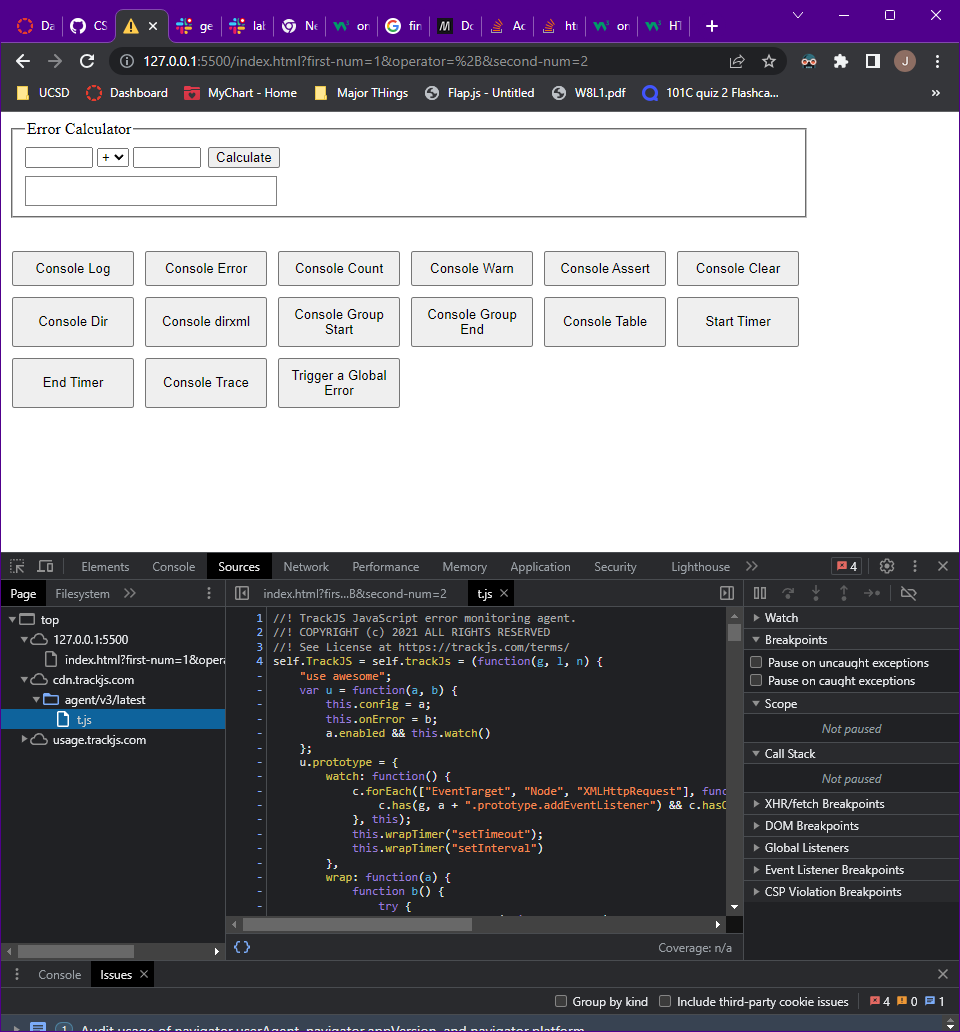 Da
CS
ge
lal
Ne
on
fir
Do
Ac
ht
on
HT
127.0.0.1:5500/index.html?first-num=1&operator=%2B&second-num=2
J
UCSD Dashboard MyChart - Home Major THings Flap.js - Untitled W8L1.pdf 101C quiz 2 Flashca... »
Error Calculator
+ Calculate
Console Log Console Error Console Count Console Warn Console Assert Console Clear
Console Dir Console dirxml Console Group Start Console Group End Console Table Start Timer
End Timer Console Trace Trigger a Global Error
Elements Console Sources Network Performance Memory Application Security Lighthouse » 4
Page Filesystem »
top
127.0.0.1:5500
index.html?first-num=1&opera
cdn.trackjs.com
agent/v3/latest
t.js
usage.trackjs.com
index.html?firs...B&second-num=2 t.js
1 //! TrackJS JavaScript error monitoring agent.
2 //! COPYRIGHT (c) 2021 ALL RIGHTS RESERVED
3 //! See License at https://trackjs.com/terms/
4 self.TrackJS = self.trackJs = (function(g, l, n) {
- "use awesome";
- var u = function(a, b) {
- this.config = a;
- this.onError = b;
- a.enabled && this.watch()
- };
- u.prototype = {
- watch: function() {
- c.forEach(["EventTarget", "Node", "XMLHttpRequest"], func
- c.has(g, a + ".prototype.addEventListener") && c.hasO
- }, this);
- this.wrapTimer("setTimeout");
- this.wrapTimer("setInterval")
- },
- wrap: function(a) {
- function b() {
- try {
{} Coverage: n/a
Watch
Breakpoints
Pause on uncaught exceptions
Pause on caught exceptions
Scope
Not paused
Call Stack
Not paused
XHR/fetch Breakpoints
DOM Breakpoints
Global Listeners
Event Listener Breakpoints
CSP Violation Breakpoints
Console Issues
Group by kind Include third-party cookie issues 4 0 1
1 Audit usage of navigator.userAgent, navigator.appVersion, and navigator.platform